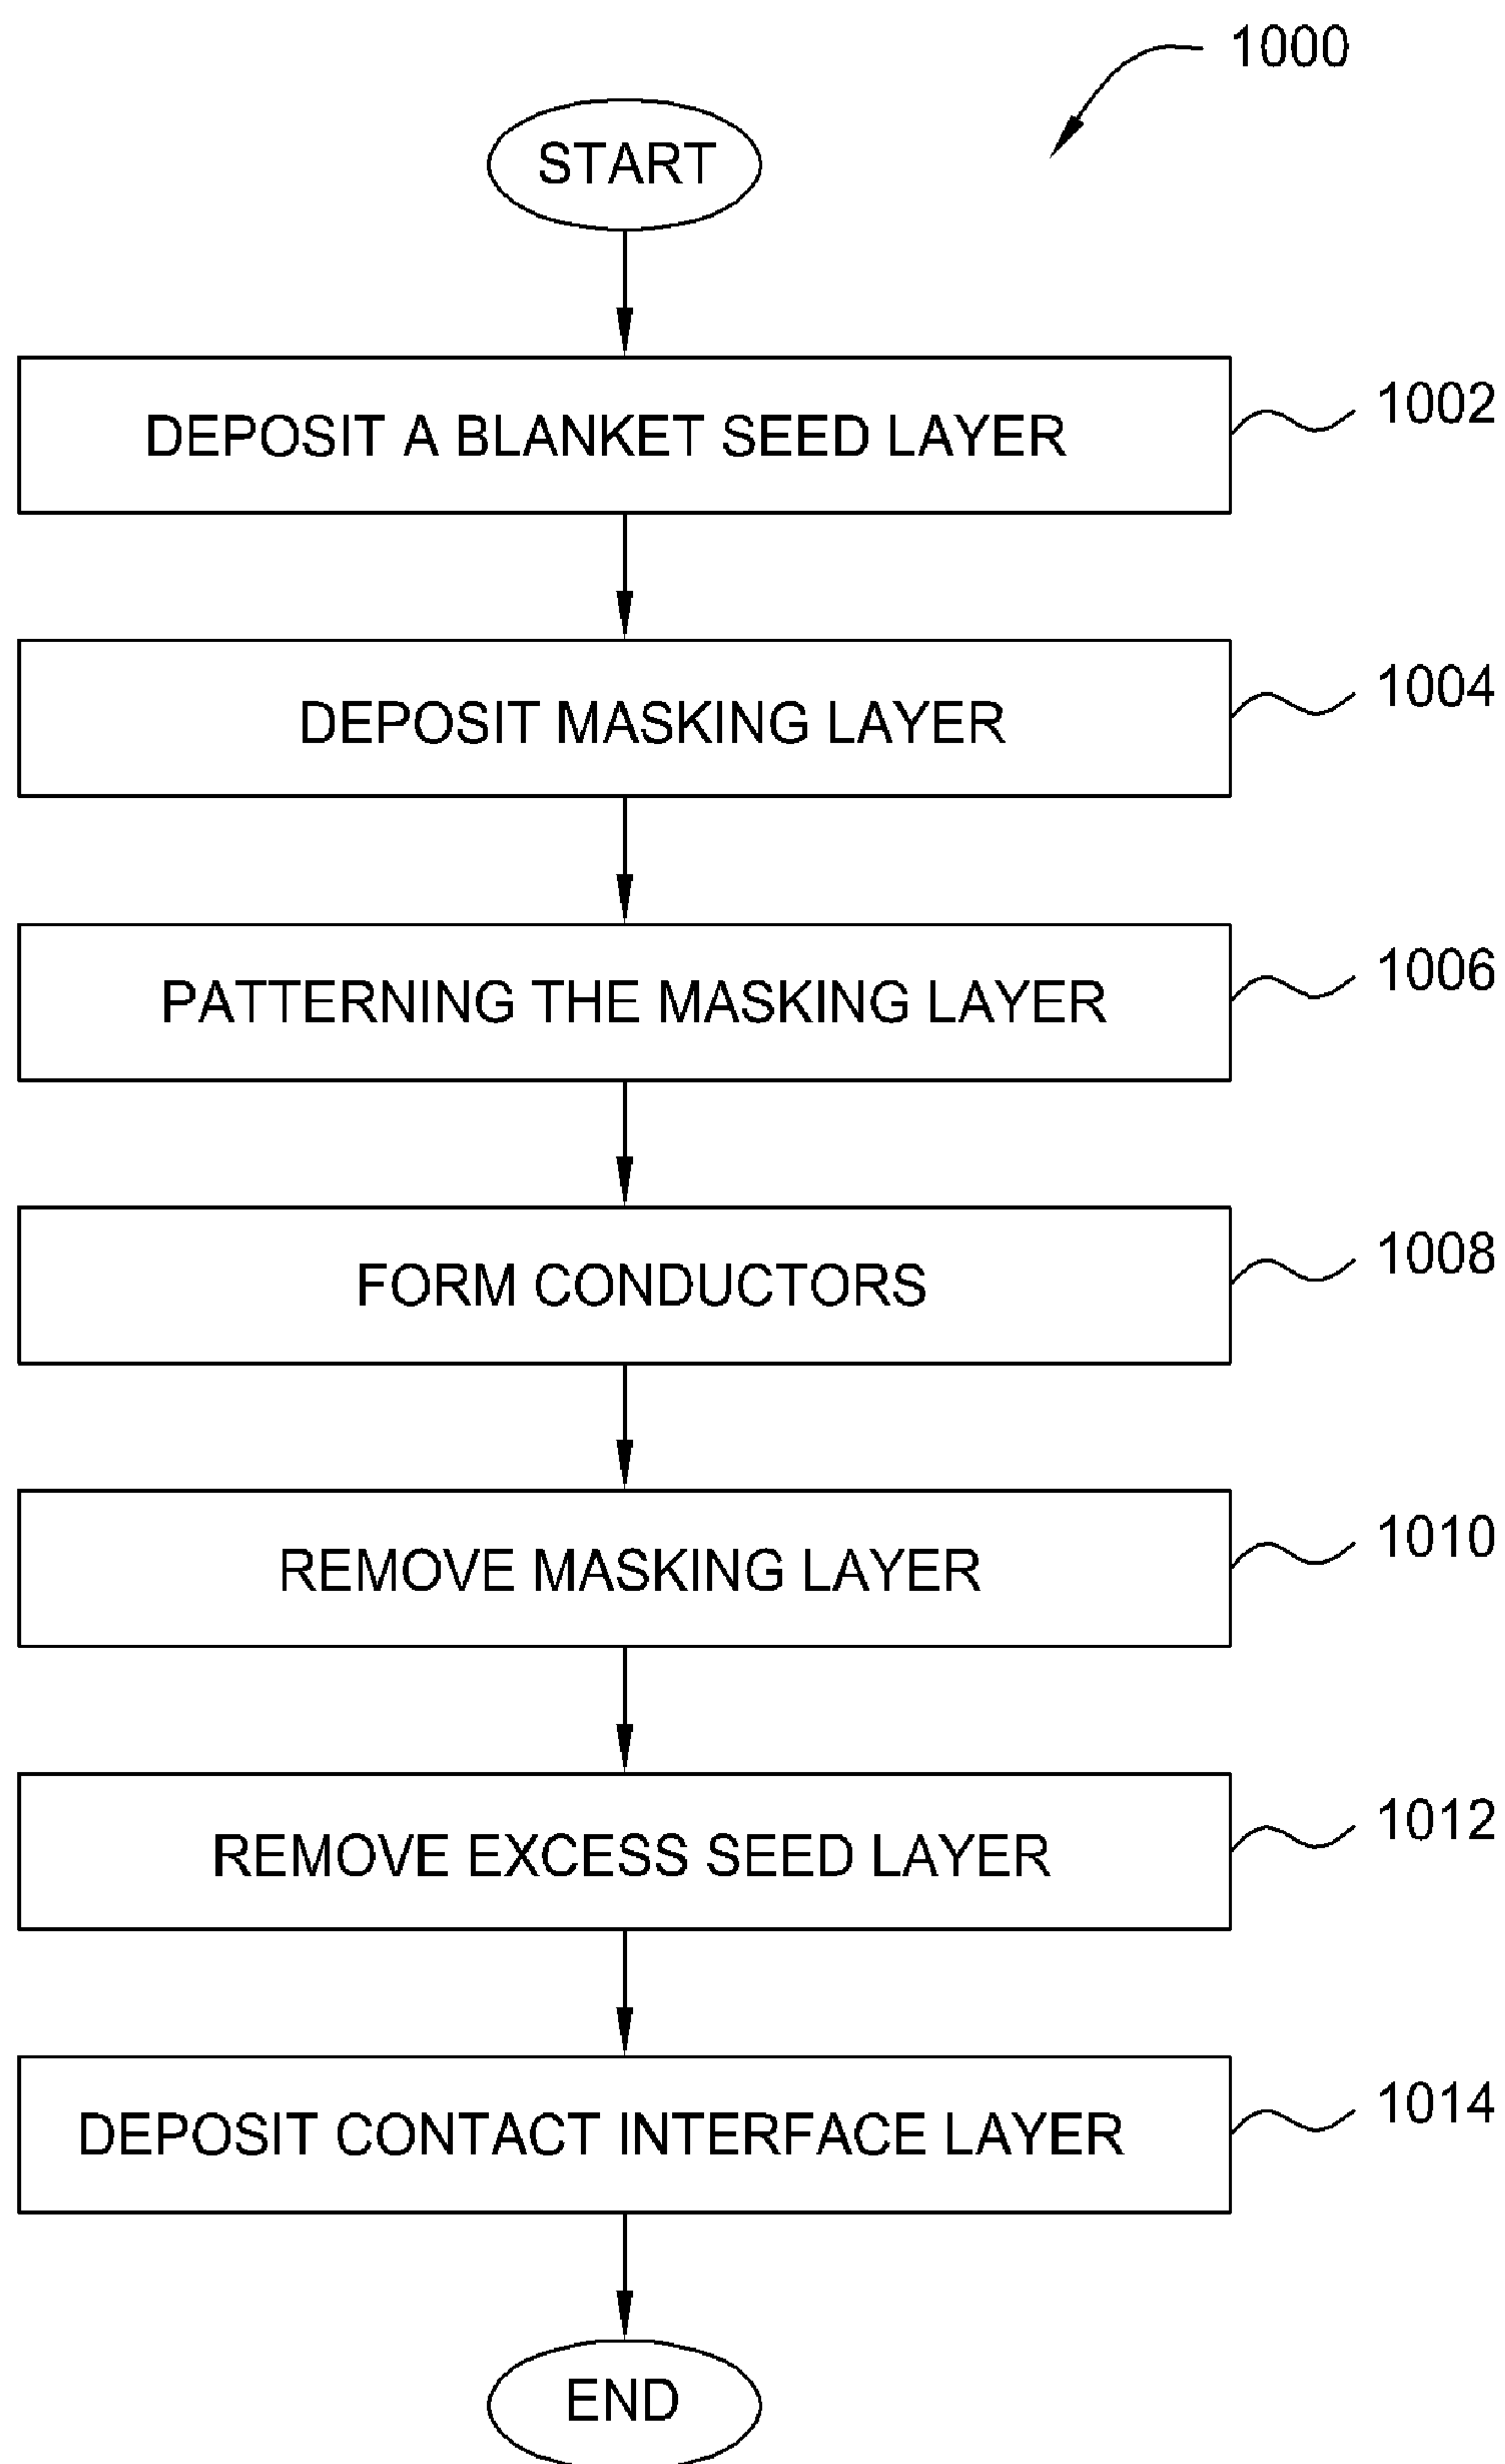 1000
START
DEPOSIT A BLANKET SEED LAYER
1002
DEPOSIT MASKING LAYER
1004
PATTERNING THE MASKING LAYER
1006
FORM CONDUCTORS
1008
REMOVE MASKING LAYER
1010
REMOVE EXCESS SEED LAYER
1012
DEPOSIT CONTACT INTERFACE LAYER
1014
END